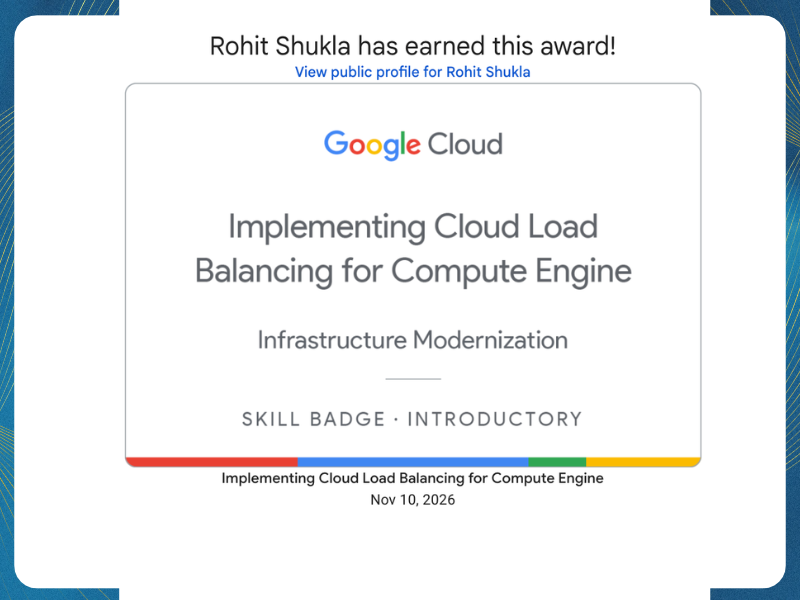 Rohit Shukla has earned this award!
View public profile for Rohit Shukla
Google Cloud
Implementing Cloud Load
Balancing for Compute Engine
Infrastructure Modernization
SKILL BADGE · INTRODUCTORY
Implementing Cloud Load Balancing for Compute Engine
Nov 10, 2026